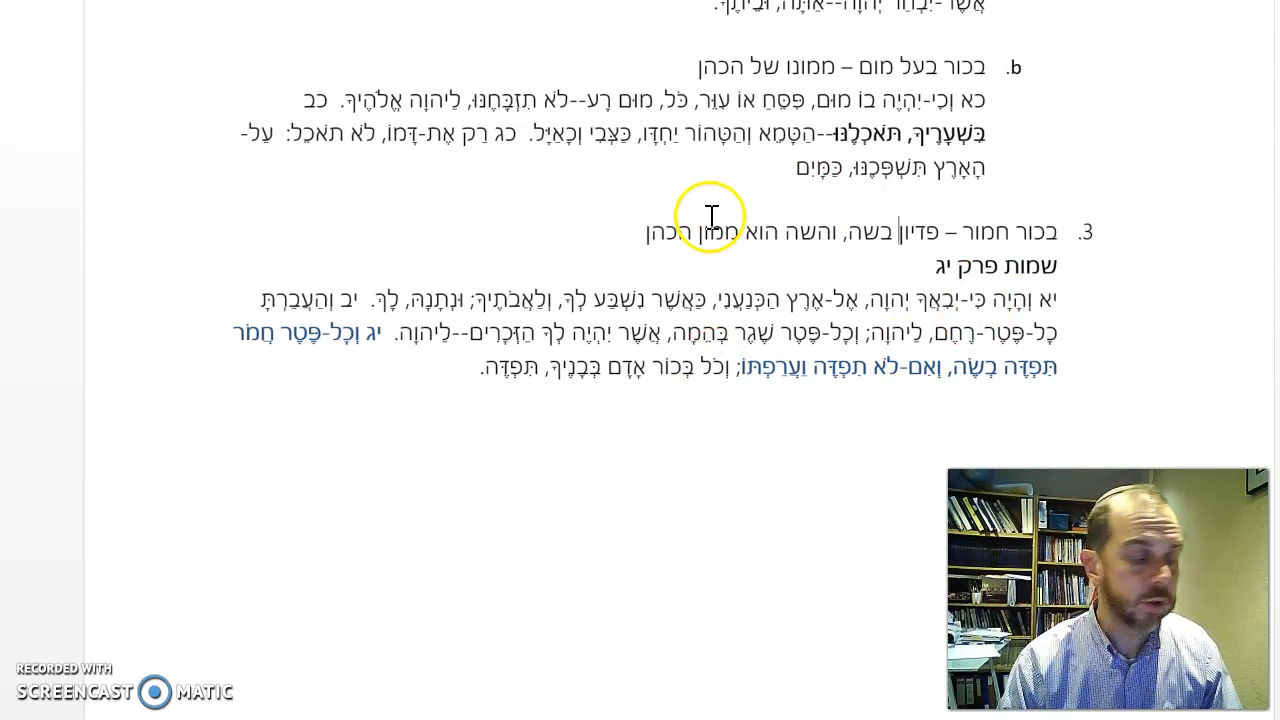 אֲשֶׁר-יִבְחַר יְהוָה--אַתָּה, וּבֵיתֶךָ.
b. בכור בעל מום – ממונו של הכהן
כא וְכִי-יִהְיֶה בוֹ מוּם, פִּסֵּחַ אוֹ עִוֵּר, כֹּל, מוּם רָע--לֹא תִזְבָּחֶנּוּ, לַיהוָה אֱלֹהֶיךָ. כב
בִּשְׁעָרֶיךָ, תֹּאכְלֶנּוּ--הַטָּמֵא וְהַטָּהוֹר יַחְדָּו, כַּצְּבִי וְכָאַיָּל. כג רַק אֶת-דָּמוֹ, לֹא תֹאכֵל: עַל-
הָאָרֶץ תִּשְׁפְּכֶנּוּ, כַּמָּיִם
3. בכור חמור – פדיון בשה, והשה הוא ממון הכהן
שמות פרק יג
יא וְהָיָה כִּי-יְבִאֲךָ יְהוָה, אֶל-אֶרֶץ הַכְּנַעֲנִי, כַּאֲשֶׁר נִשְׁבַּע לְךָ, וְלַאֲבֹתֶיךָ; וּנְתָנָהּ, לָךְ. יב וְהַעֲבַרְתָּ
כָל-פֶּטֶר-רֶחֶם, לַיהוָה; וְכָל-פֶּטֶר שֶׁגֶר בְּהֵמָה, אֲשֶׁר יִהְיֶה לְךָ הַזְּכָרִים--לַיהוָה. יג וְכָל-פֶּטֶר חֲמֹר
תִּפְדֶּה בְשֶׂה, וְאִם-לֹא תִפְדֶּה וַעֲרַפְתּוֹ; וְכֹל בְּכוֹר אָדָם בְּבָנֶיךָ, תִּפְדֶּה.
RECORDED WITH
SCREENCAST MATIC